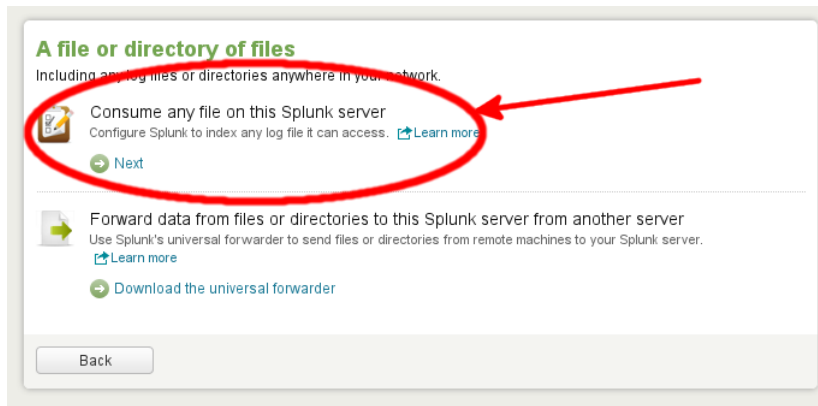 A file or directory of files
Including any log files or directories anywhere in your network.
Consume any file on this Splunk server
Configure Splunk to index any log file it can access. Learn more
Next
Forward data from files or directories to this Splunk server from another server
Use Splunk's universal forwarder to send files or directories from remote machines to your Splunk server.
Learn more
Download the universal forwarder
Back